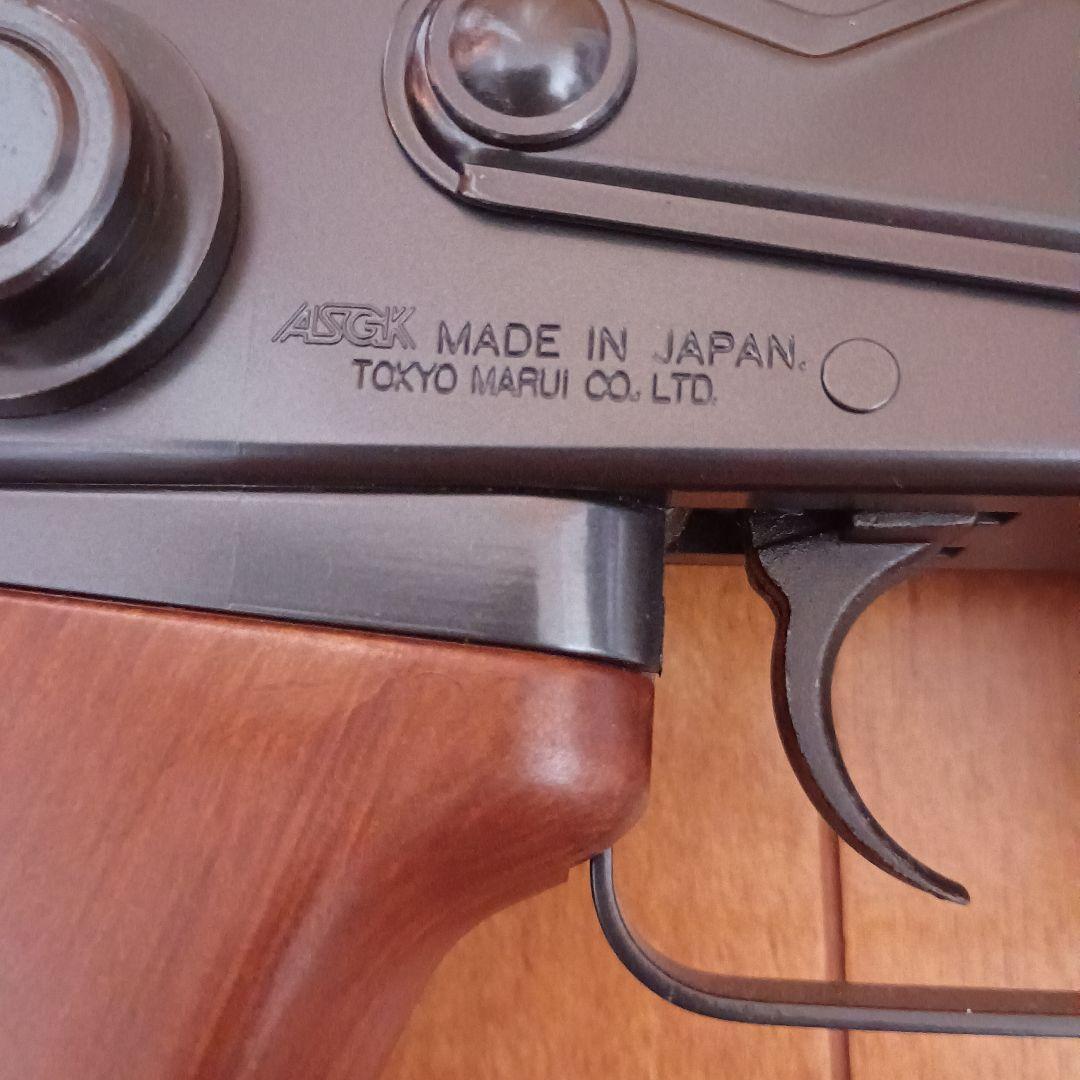 ASGK MADE IN JAPAN.
TOKYO MARUI CO. LTD.